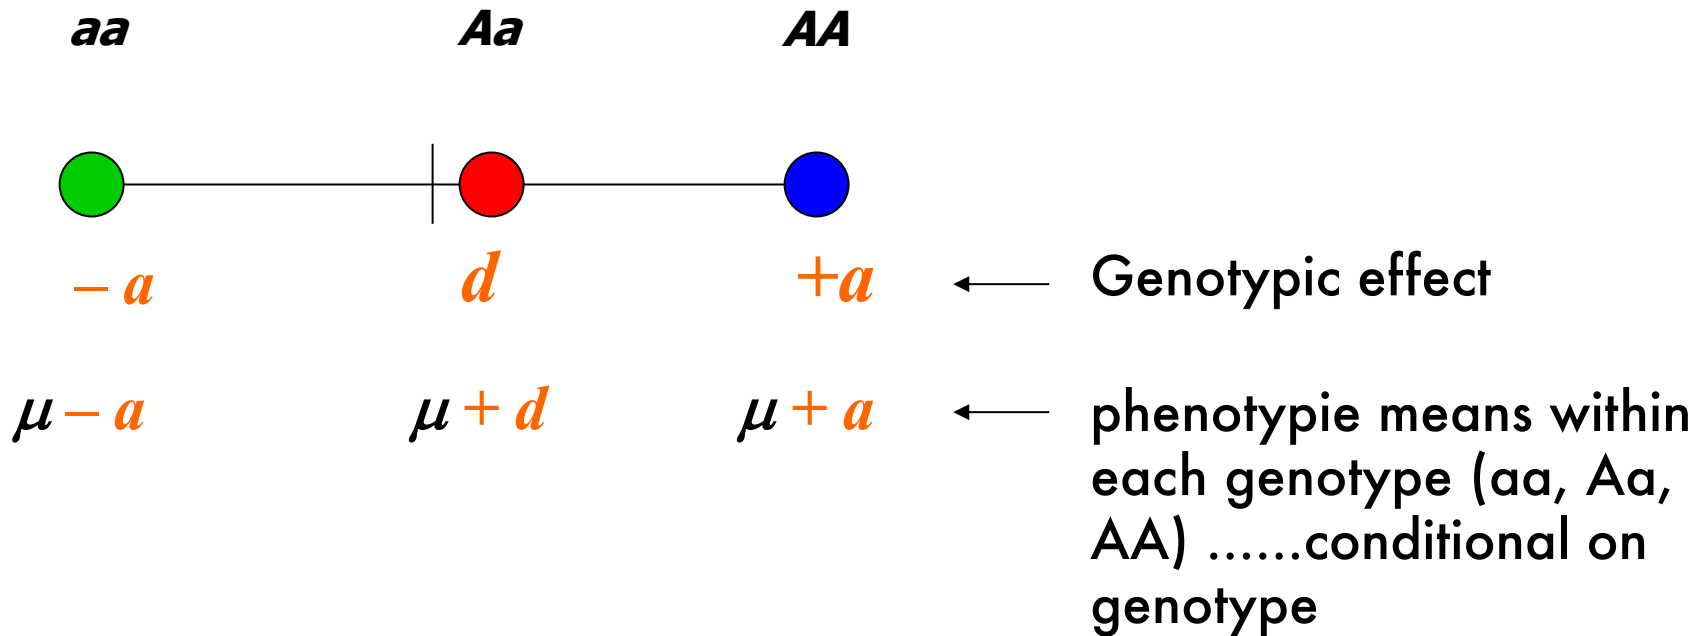 aa Aa AA
– a d +a Genotypic effect
μ – a μ + d μ + a phenotypie means within
each genotype (aa, Aa,
AA) ......conditional on
genotype